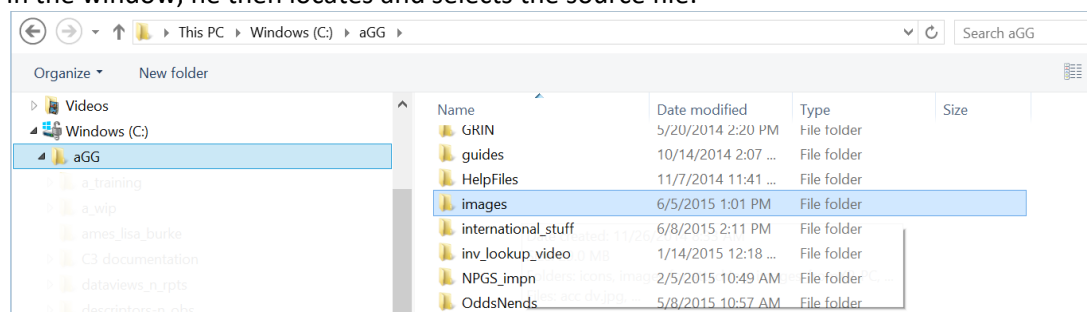 in the window, he then locates and selects the source file.
This PC Windows (C:) aGG Search aGG
Organize New folder
Videos
Windows (C:)
aGG
a_training
a_wip
ames_lisa_burke
C3 documentation
dataviews_n_rpts
Name Date modified Type Size
GRIN 5/20/2014 2:20 PM File folder
guides 10/14/2014 2:07 ... File folder
HelpFiles 11/7/2014 11:41 ... File folder
images 6/5/2015 1:01 PM File folder
international_stuff 6/8/2015 2:11 PM File folder
inv_lookup_video 1/14/2015 12:18 ... File folder
NPGS_impn 2/5/2015 10:49 AM File folder
OddsNends 5/8/2015 10:57 AM File folder